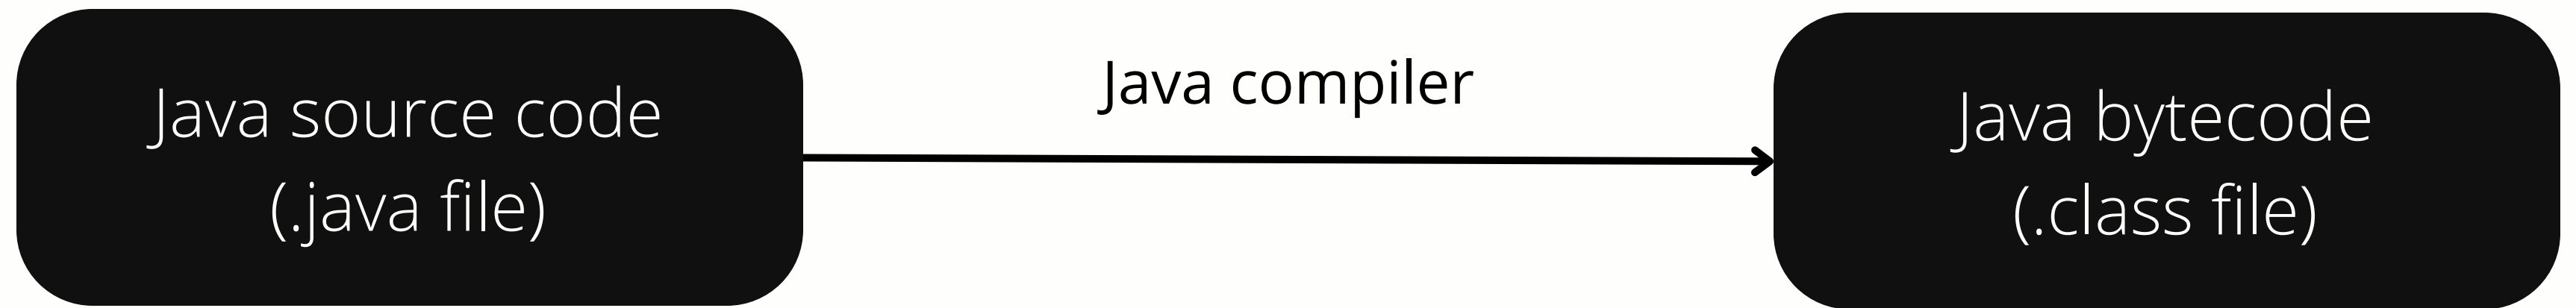 Java source code
(.java file)
Java compiler
Java bytecode
(.class file)